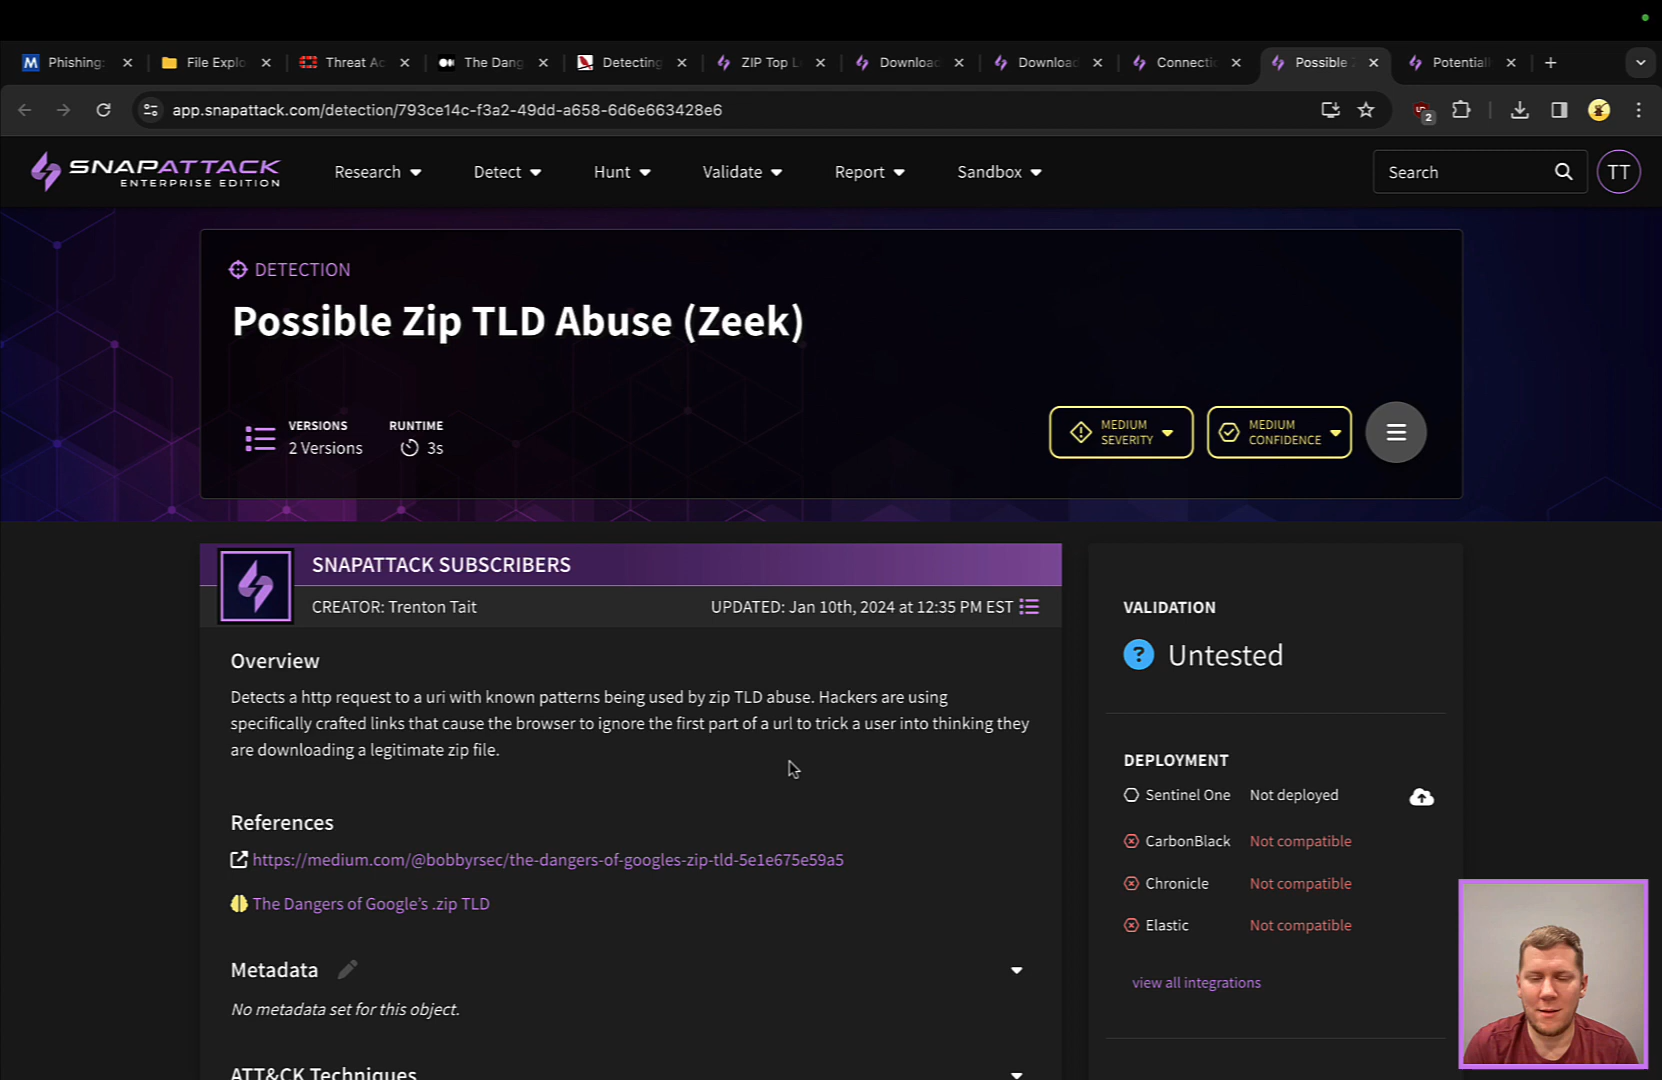 Phishing:
File Explo
Threat Ac
The Dang
Detecting
ZIP Top L
Download
Download
Connecti
Possible
Potentiall
app.snapattack.com/detection/793ce14c-f3a2-49dd-a658-6d6e663428e6
2
SNAPATTACK
ENTERPRISE EDITION
Research
Detect
Hunt
Validate
Report
Sandbox
Search
TT
DETECTION
Possible Zip TLD Abuse (Zeek)
VERSIONS
2 Versions
RUNTIME
3s
MEDIUM
SEVERITY
MEDIUM
CONFIDENCE
SNAPATTACK SUBSCRIBERS
CREATOR: Trenton Tait
UPDATED: Jan 10th, 2024 at 12:35 PM EST
Overview
Detects a http request to a uri with known patterns being used by zip TLD abuse. Hackers are using
specifically crafted links that cause the browser to ignore the first part of a url to trick a user into thinking they
are downloading a legitimate zip file.
References
https://medium.com/@bobbyrsec/the-dangers-of-googles-zip-tld-5e1e675e59a5
The Dangers of Google’s .zip TLD
Metadata
No metadata set for this object.
ATT&CK Techniques
VALIDATION
? Untested
DEPLOYMENT
Sentinel One Not deployed
CarbonBlack Not compatible
Chronicle Not compatible
Elastic Not compatible
view all integrations